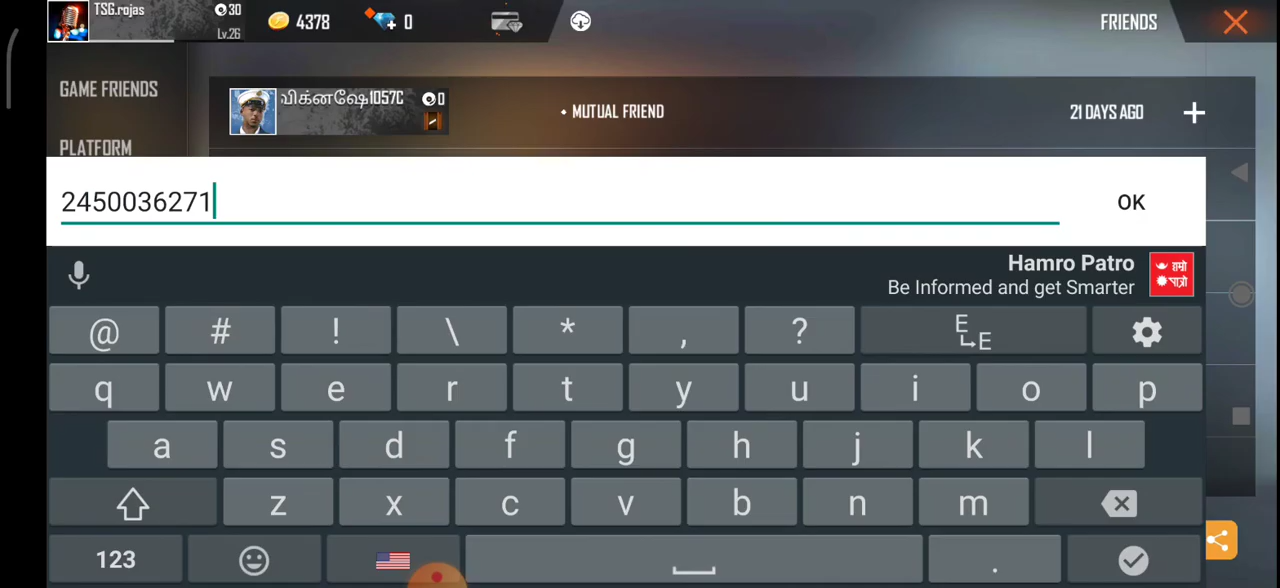 TSG.rojas
30
Lv.26
4378
0
FRIENDS
GAME FRIENDS
விக்னஷே1057C
0
MUTUAL FRIEND
21 DAYS AGO
PLATFORM
2450036271
OK
Hamro Patro
Be Informed and get Smarter
हाम्रो
पात्रो
@ # ! \ * , ? E E
q w e r t y u i o p
a s d f g h j k l
z x c v b n m
123 .